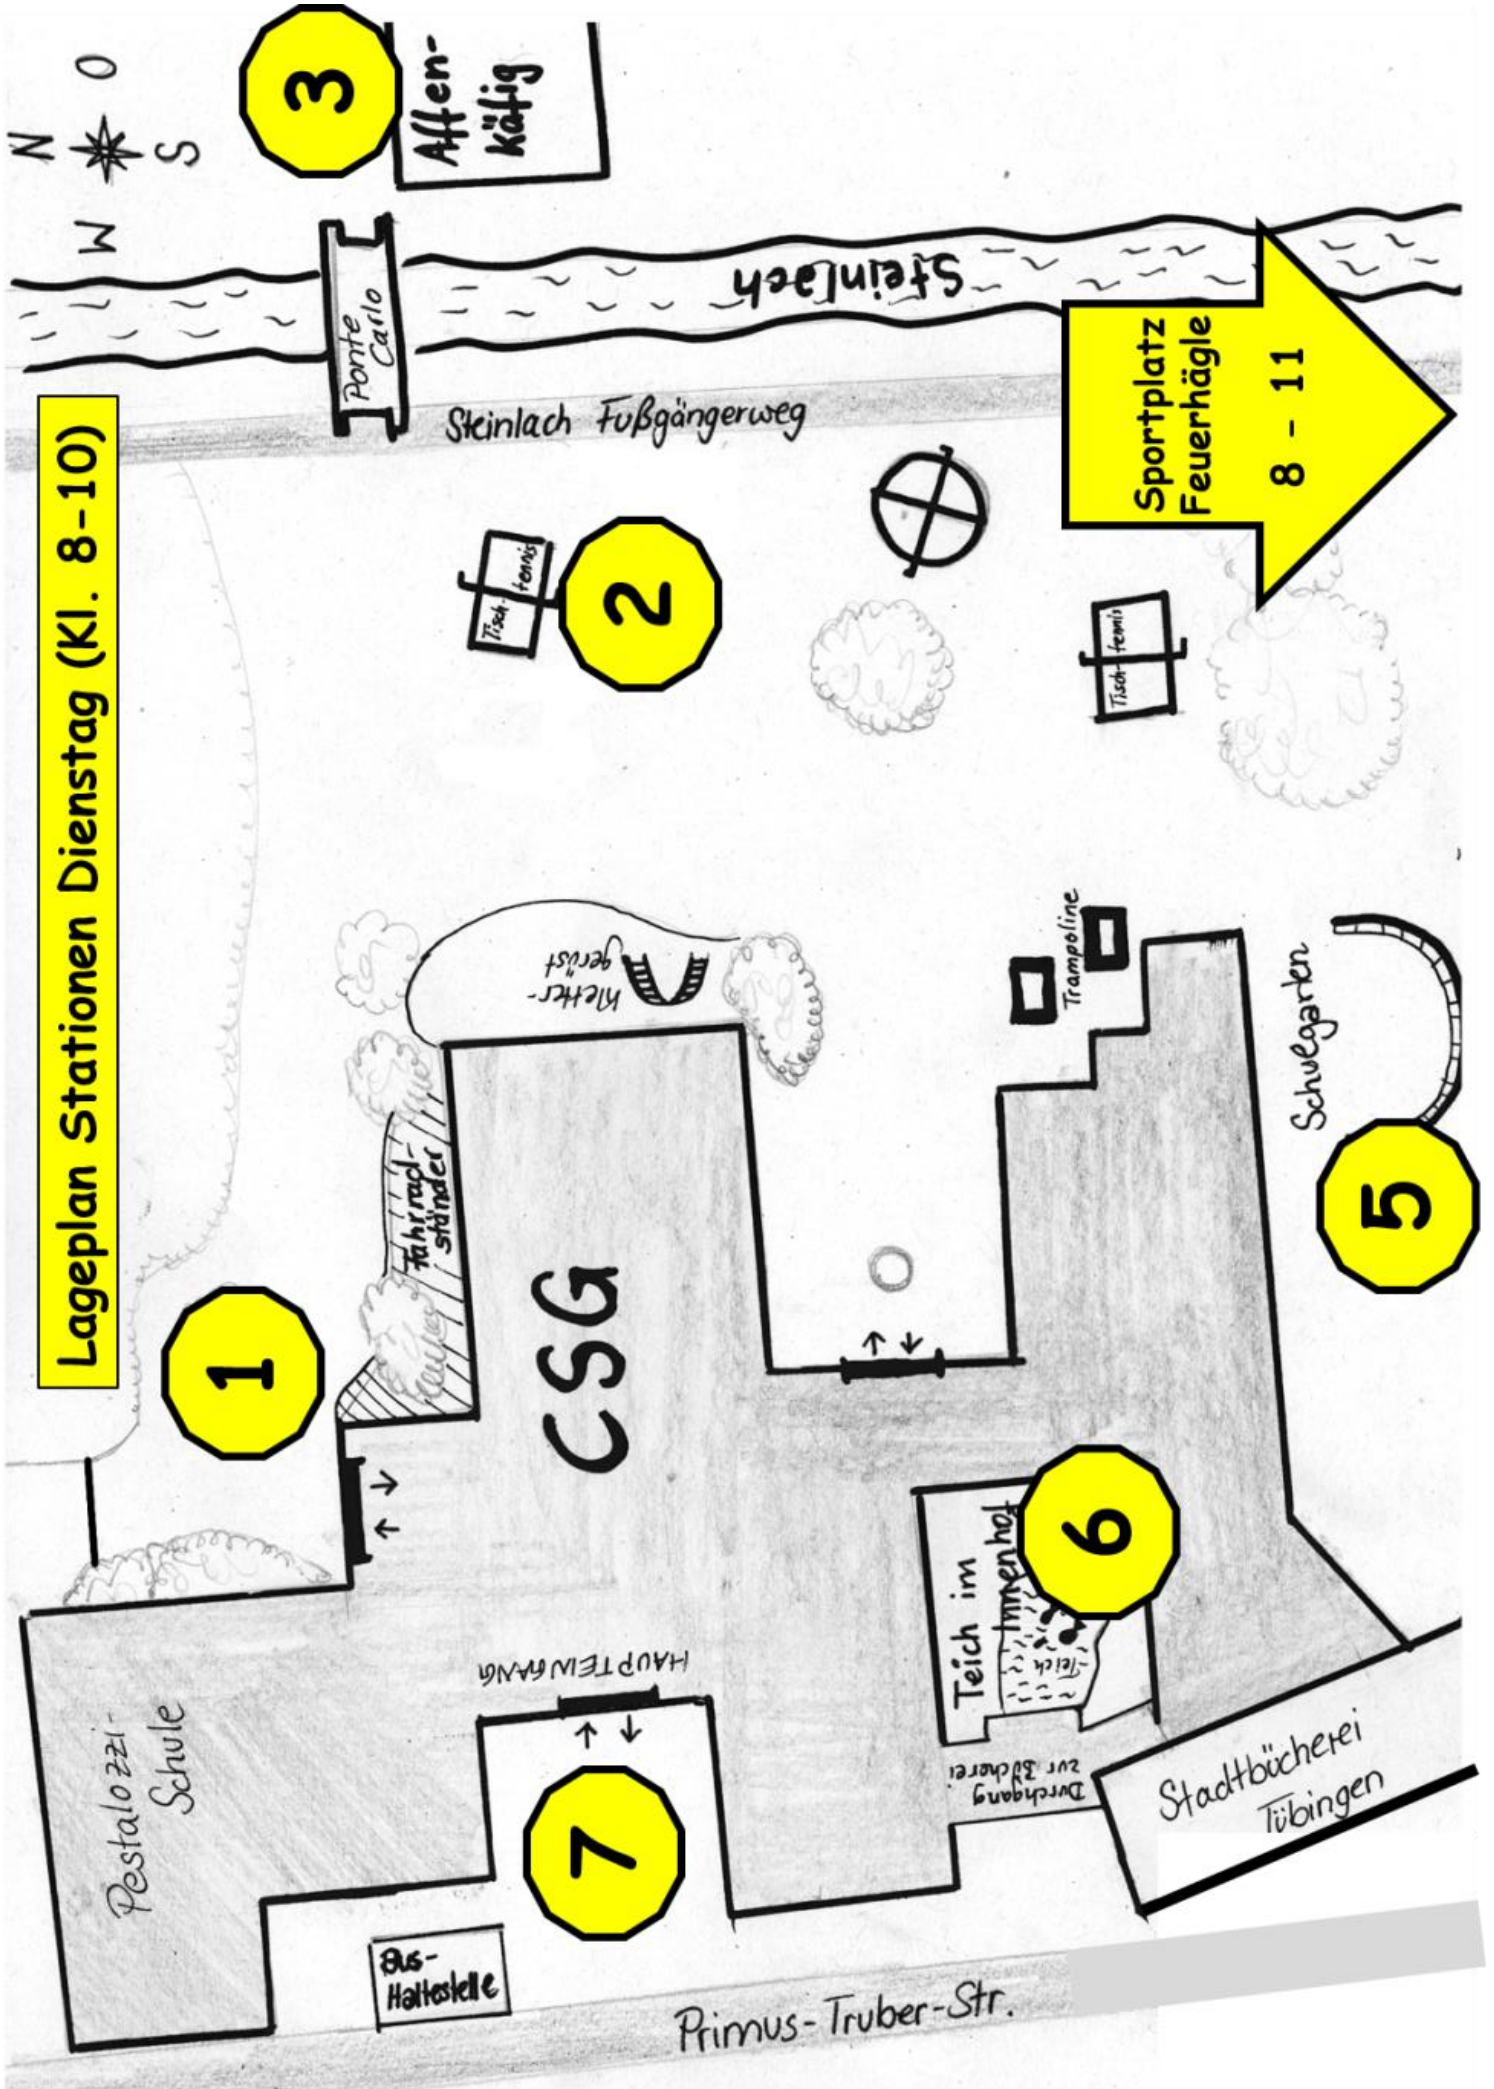 Lageplan Stationen Dienstag (Kl. 8-10)
N
W
O
S
3
Affen-
Käfig
Ponte
Carlo
Steinlach
Steinlach Fußgängerweg
Tisch-tennis
2
Sportplatz
Feuerhägle
8 - 11
Tisch-tennis
Kletter-
gerüst
Trampoline
Schulgarten
5
1
Fahrrad-
ständer
CSG
Pestalozzi-
Schule
HAUPTEINGANG
7
Teich im
Innenhof
Teich
6
Durchgang
zur Bücherei
Stadtbücherei
Tübingen
Bus-
Haltestelle
Primus-Truber-Str.